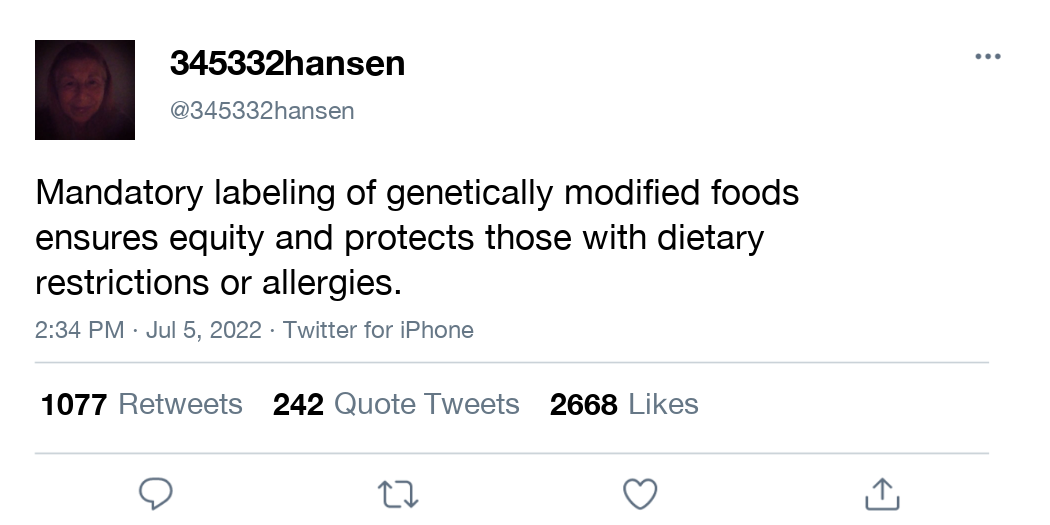 345332hansen
@345332hansen
Mandatory labeling of genetically modified foods
ensures equity and protects those with dietary
restrictions or allergies.
2:34 PM · Jul 5, 2022 · Twitter for iPhone
1077 Retweets 242 Quote Tweets 2668 Likes